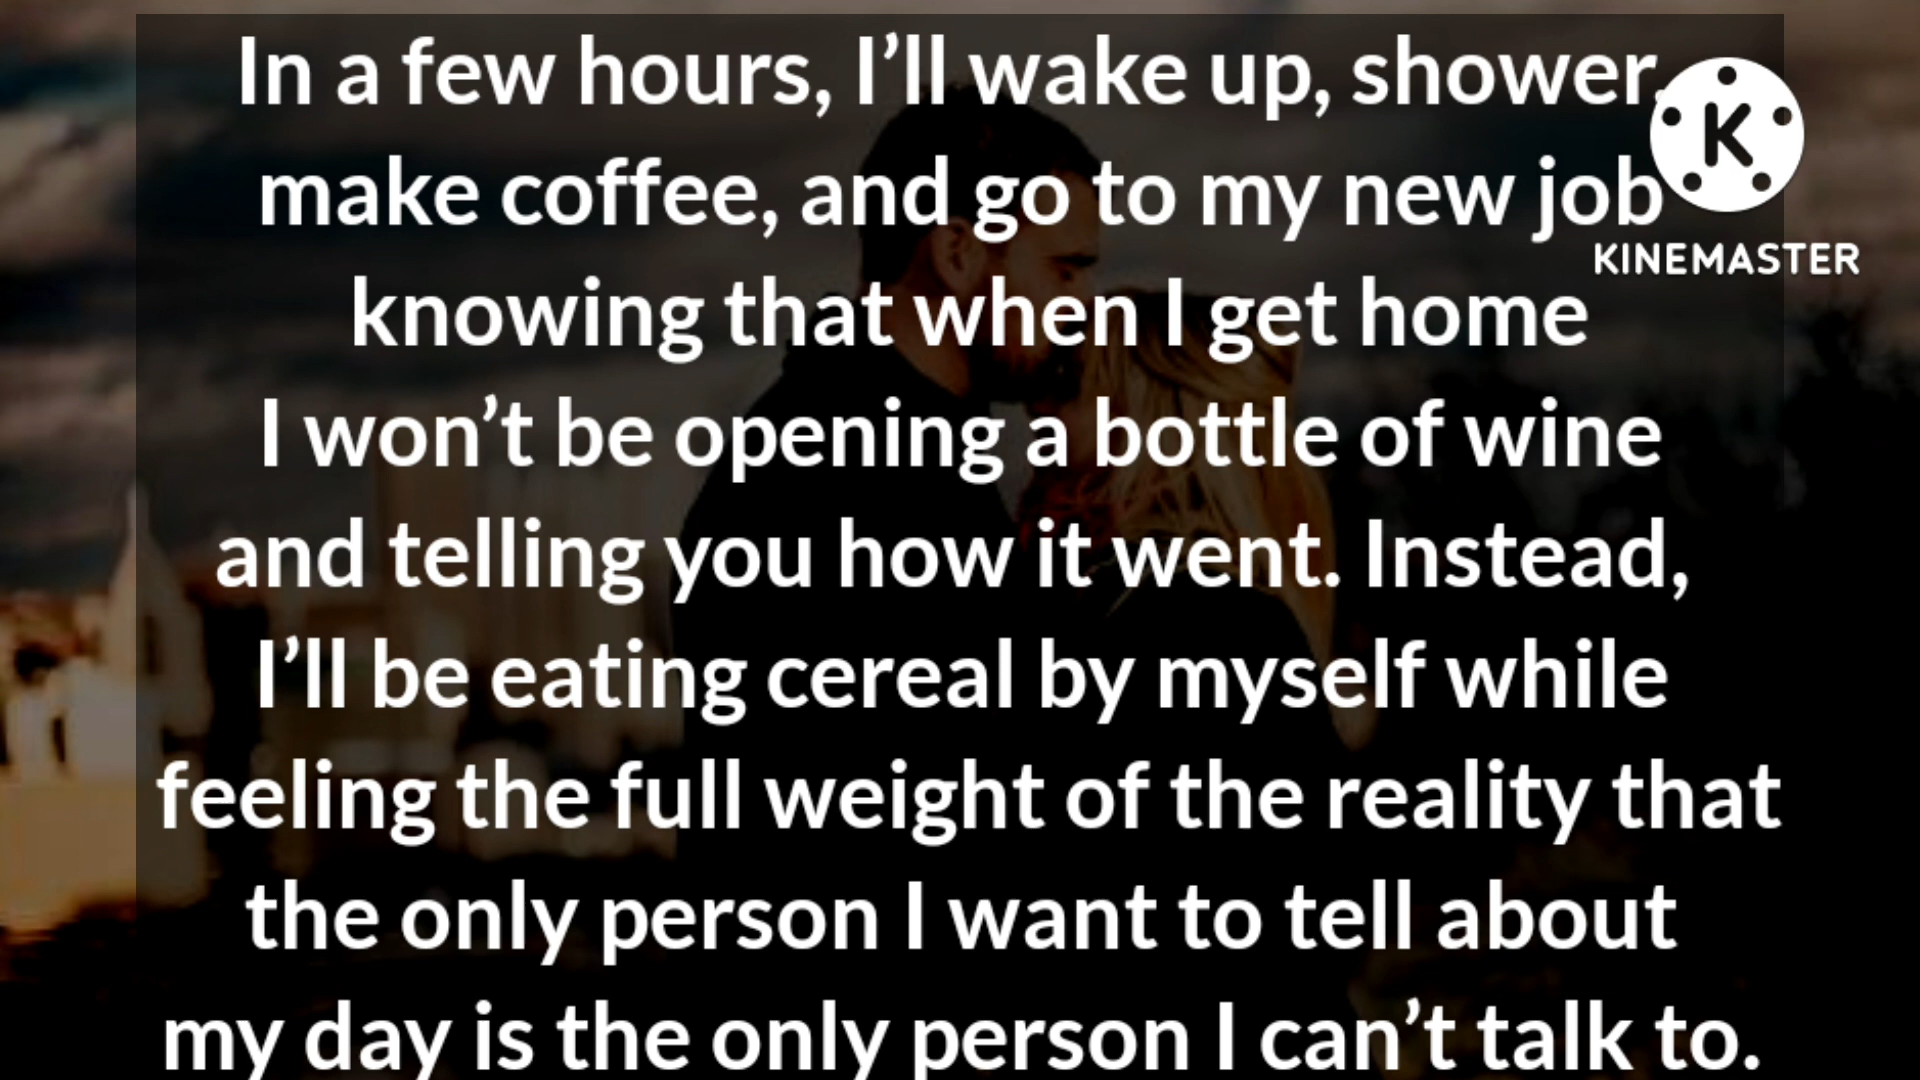 In a few hours, I’ll wake up, shower,
make coffee, and go to my new job
knowing that when I get home
I won’t be opening a bottle of wine
and telling you how it went. Instead,
I’ll be eating cereal by myself while
feeling the full weight of the reality that
the only person I want to tell about
my day is the only person I can’t talk to.
K
KINEMASTER